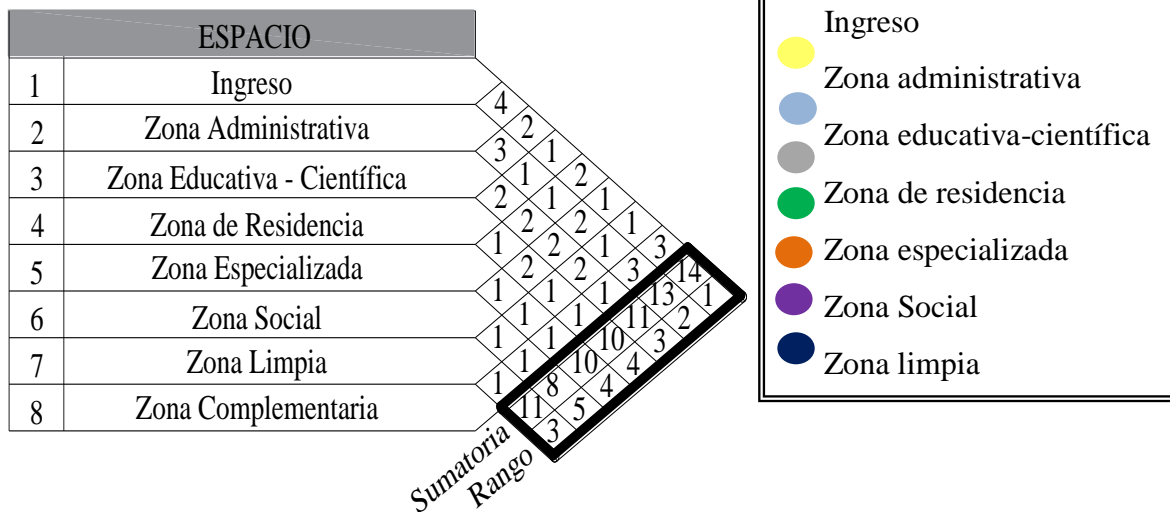 ESPACIO
1 Ingreso
2 Zona Administrativa
3 Zona Educativa - Científica
4 Zona de Residencia
5 Zona Especializada
6 Zona Social
7 Zona Limpia
8 Zona Complementaria
4 2 1 2 1 1 3 14 1
3 1 1 2 1 3 13 2
2 2 2 2 1 11 3
1 2 1 1 10 4
1 1 1 10 4
1 1 8 5
1 11 3
Sumatoria
Rango
Ingreso
Zona administrativa
Zona educativa-científica
Zona de residencia
Zona especializada
Zona Social
Zona limpia